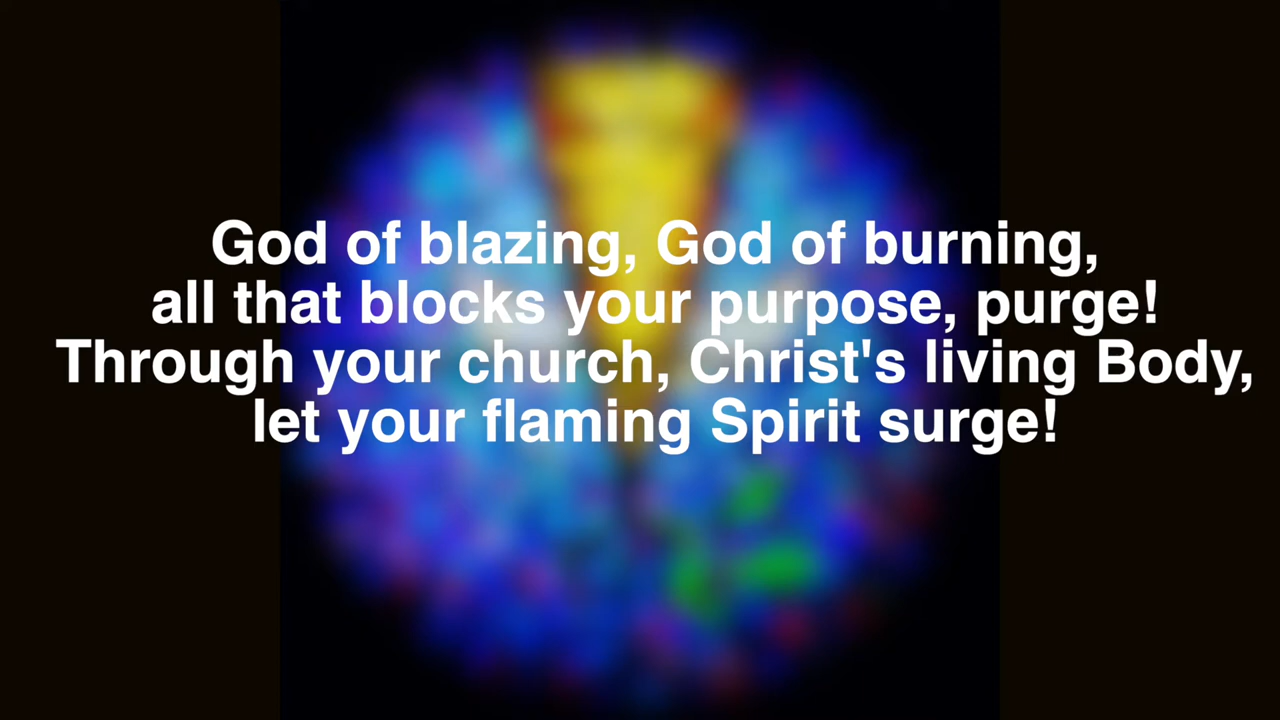 God of blazing, God of burning,
all that blocks your purpose, purge!
Through your church, Christ's living Body,
let your flaming Spirit surge!